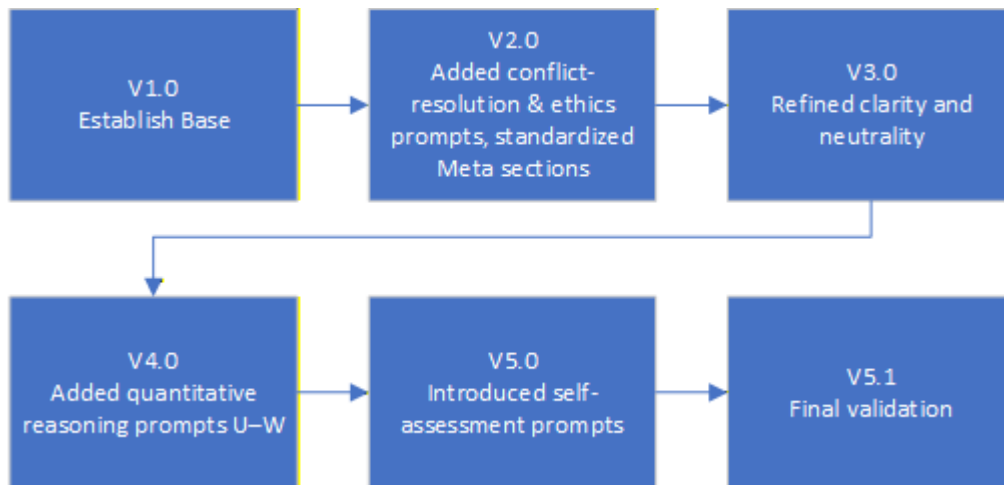 V1.0
Establish Base
V2.0
Added conflict-
resolution & ethics
prompts, standardized
Meta sections
V3.0
Refined clarity and
neutrality
V4.0
Added quantitative
reasoning prompts U–W
V5.0
Introduced self-
assessment prompts
V5.1
Final validation